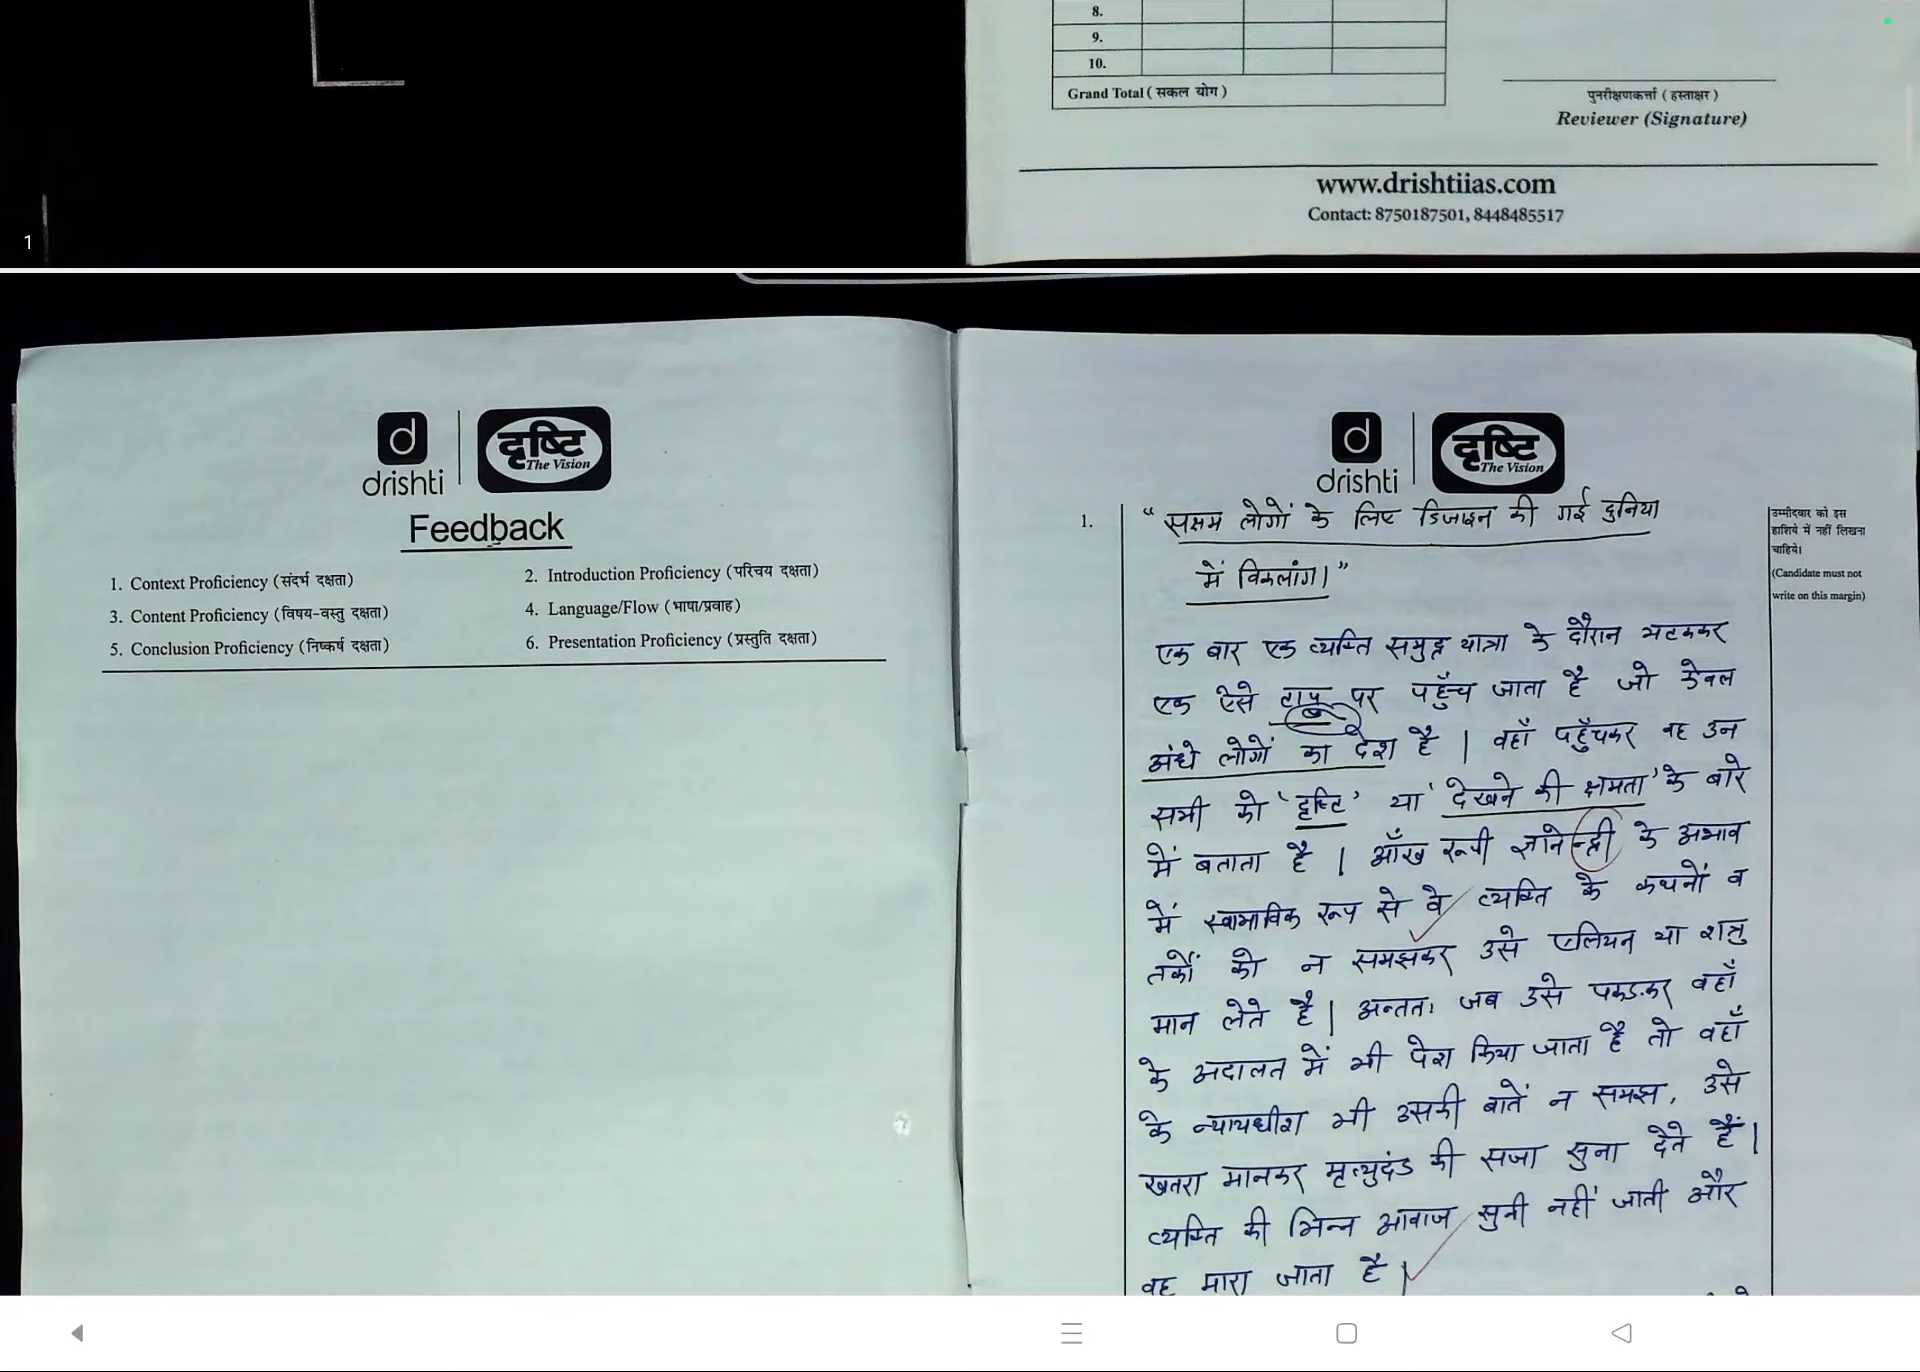 8.
9.
10.
Grand Total ( सकल योग )
पुनरीक्षणकर्त्ता ( हस्ताक्षर )
Reviewer (Signature)
www.drishtiias.com
Contact: 8750187501, 8448485517
1
drishti
दृष्टि
The Vision
Feedback
1. Context Proficiency (संदर्भ दक्षता)
2. Introduction Proficiency (परिचय दक्षता)
3. Content Proficiency (विषय-वस्तु दक्षता)
4. Language/Flow (भाषा/प्रवाह)
5. Conclusion Proficiency (निष्कर्ष दक्षता)
6. Presentation Proficiency (प्रस्तुति दक्षता)
drishti
दृष्टि
The Vision
1.
"सक्षम लोगों के लिए डिजाइन की गई दुनिया
में विकलांग।"
एक बार एक व्यक्ति समुद्र यात्रा के दौरान भटककर
एक ऐसे टापू पर पहुँच जाता है जो केवल
अंधे लोगों का देश है | वहाँ पहुँचकर वह उन
सभी को 'दृष्टि' या 'देखने की क्षमता' के बारे
में बताता है | आँख रूपी ज्ञानेन्द्री के अभाव
में स्वाभाविक रूप से वे व्यक्ति के कथनों व
तर्कों को न समझकर उसे एलियन या शत्रु
मान लेते हैं | अन्ततः जब उसे पकड़कर वहाँ
के अदालत में भी पेश किया जाता है तो वहाँ
के न्यायधीश भी उसकी बातें न समझ, उसे
खतरा मानकर मृत्युदंड की सजा सुना देते हैं |
व्यक्ति की भिन्न आवाज सुनी नहीं जाती और
वह मारा जाता है |
उम्मीदवार को इस
हाशिये में नहीं लिखना
चाहिये।
(Candidate must not
write on this margin)